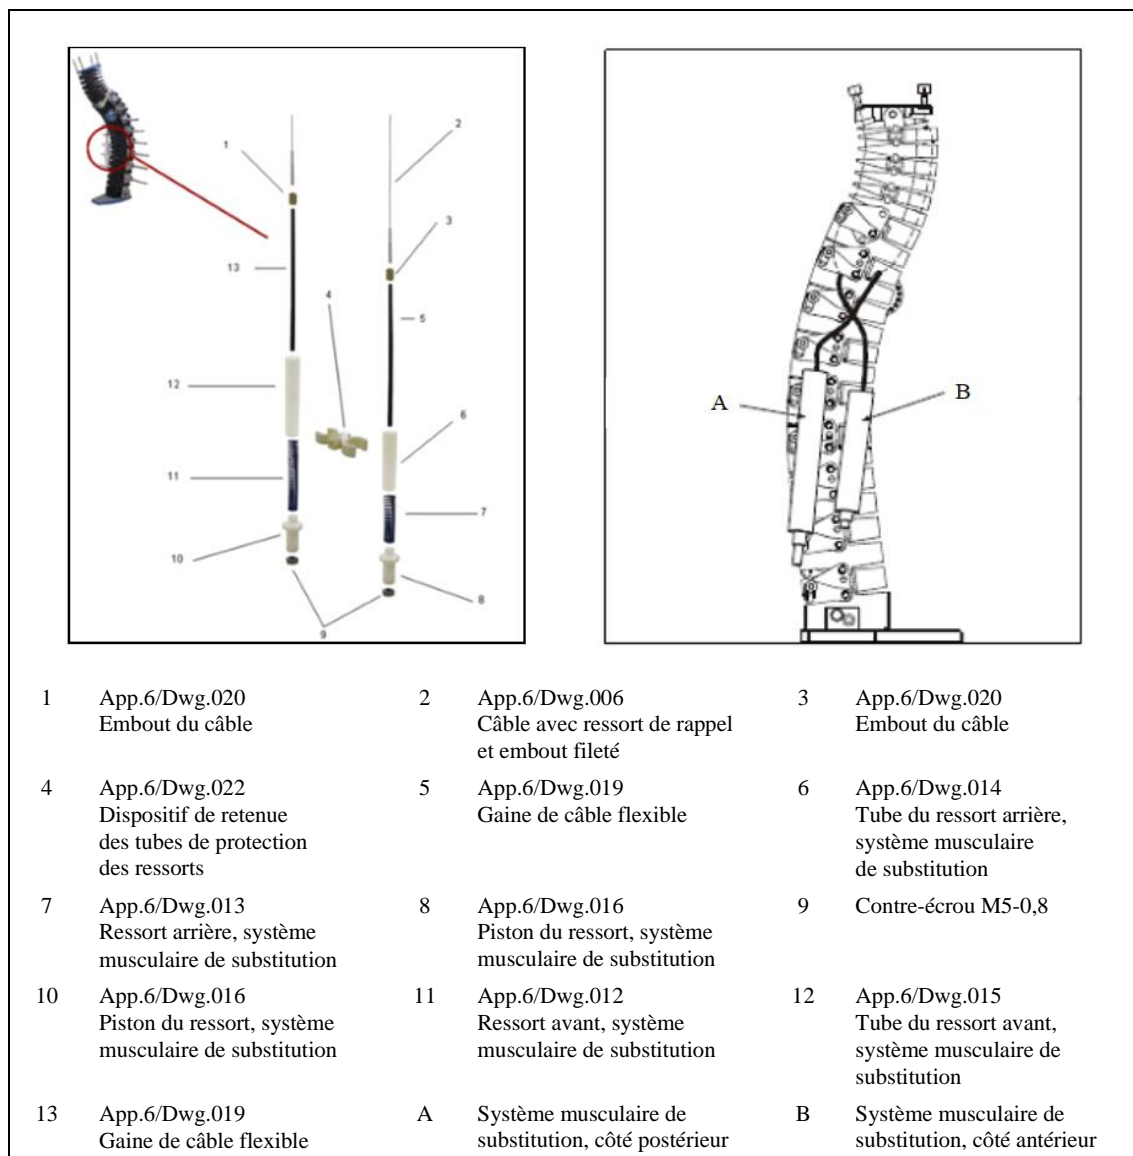 1
2
3
13
4
5
12
6
11
7
10
8
9
A
B
1 App.6/Dwg.020
Embout du câble
2 App.6/Dwg.006
Câble avec ressort de rappel
et embout fileté
3 App.6/Dwg.020
Embout du câble
4 App.6/Dwg.022
Dispositif de retenue
des tubes de protection
des ressorts
5 App.6/Dwg.019
Gaine de câble flexible
6 App.6/Dwg.014
Tube du ressort arrière,
système musculaire
de substitution
7 App.6/Dwg.013
Ressort arrière, système
musculaire de substitution
8 App.6/Dwg.016
Piston du ressort, système
musculaire de substitution
9 Contre-écrou M5-0,8
10 App.6/Dwg.016
Piston du ressort, système
musculaire de substitution
11 App.6/Dwg.012
Ressort avant, système
musculaire de substitution
12 App.6/Dwg.015
Tube du ressort avant,
système musculaire de
substitution
13 App.6/Dwg.019
Gaine de câble flexible
A Système musculaire de
substitution, côté postérieur
B Système musculaire de
substitution, côté antérieur